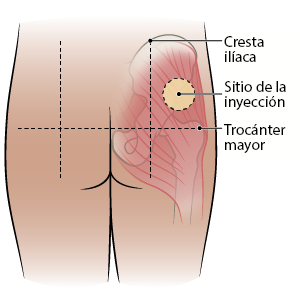 Cresta
ilíaca
Sitio de la
inyección
Trocánter
mayor